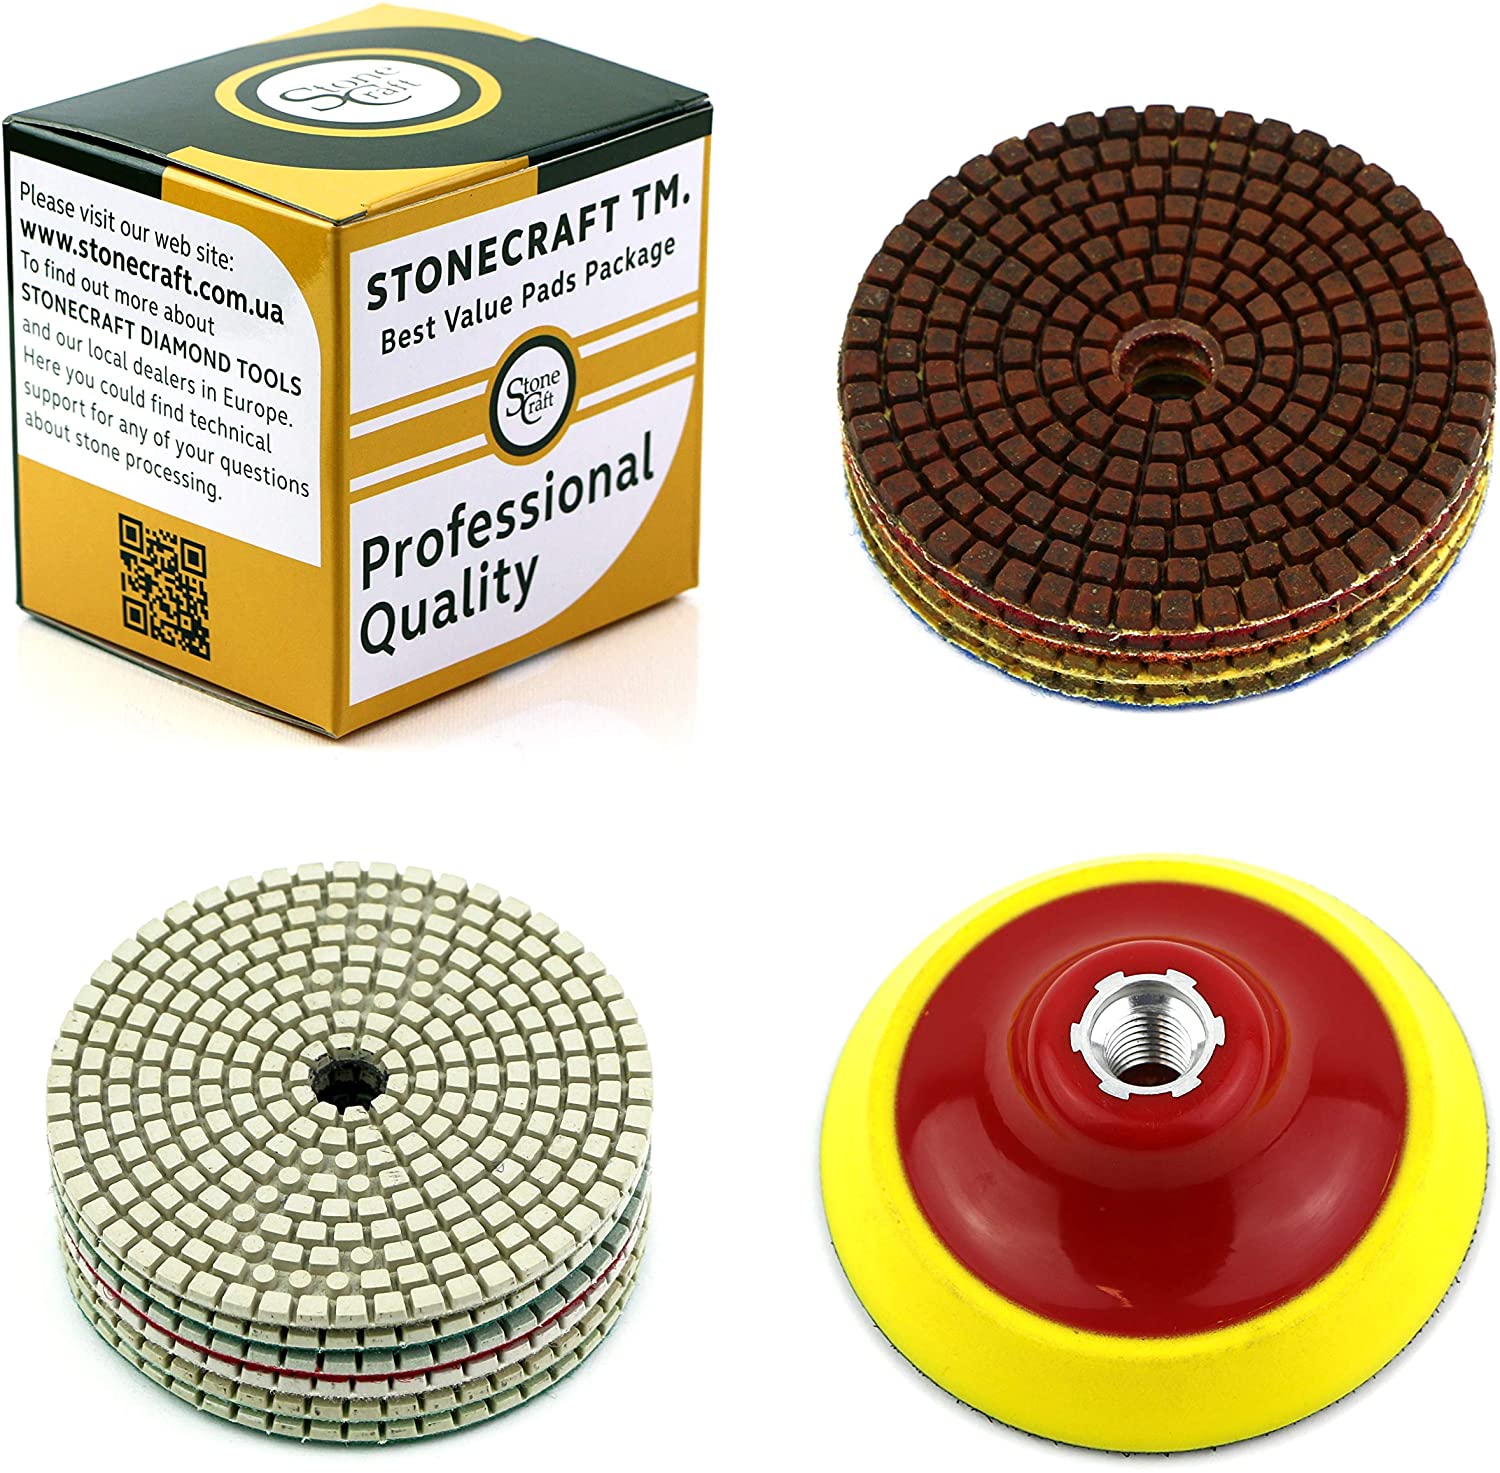 Stone
Craft
Please visit our web site:
www.stonecraft.com.ua
To find out more about
STONECRAFT DIAMOND TOOLS
and our local dealers in Europe.
Here you could find technical
support for any of your questions
about stone processing.
STONECRAFT TM.
Best Value Pads Package
Stone
Craft
Professional
Quality